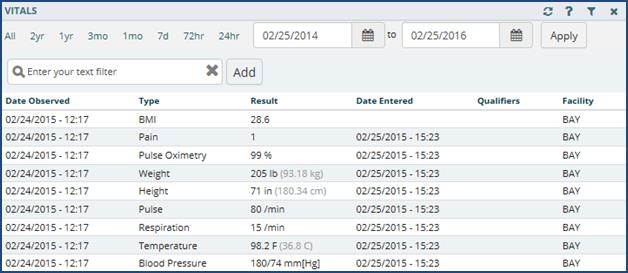 VITALS
All 2yr 1yr 3mo 1mo 7d 72hr 24hr 02/25/2014 to 02/25/2016 Apply
Enter your text filter Add
Date Observed Type Result Date Entered Qualifiers Facility
02/24/2015 - 12:17 BMI 28.6 BAY
02/24/2015 - 12:17 Pain 1 02/25/2015 - 15:23 BAY
02/24/2015 - 12:17 Pulse Oximetry 99 % 02/25/2015 - 15:23 BAY
02/24/2015 - 12:17 Weight 205 lb (93.18 kg) 02/25/2015 - 15:23 BAY
02/24/2015 - 12:17 Height 71 in (180.34 cm) 02/25/2015 - 15:23 BAY
02/24/2015 - 12:17 Pulse 80 /min 02/25/2015 - 15:23 BAY
02/24/2015 - 12:17 Respiration 15 /min 02/25/2015 - 15:23 BAY
02/24/2015 - 12:17 Temperature 98.2 F (36.8 C) 02/25/2015 - 15:23 BAY
02/24/2015 - 12:17 Blood Pressure 180/74 mm[Hg] 02/25/2015 - 15:23 BAY